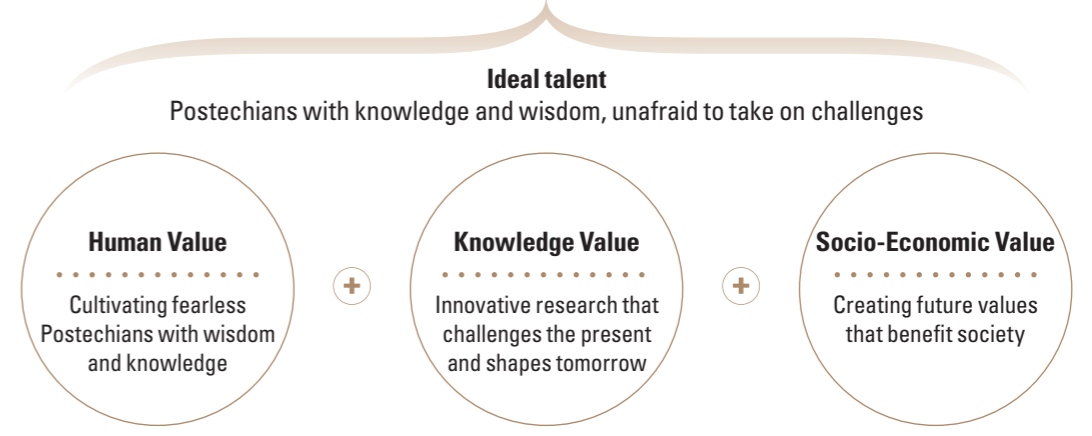 Ideal talent
Postechians with knowledge and wisdom, unafraid to take on challenges
Human Value
Cultivating fearless
Postechians with wisdom
and knowledge
+
Knowledge Value
Innovative research that
challenges the present
and shapes tomorrow
+
Socio-Economic Value
Creating future values
that benefit society